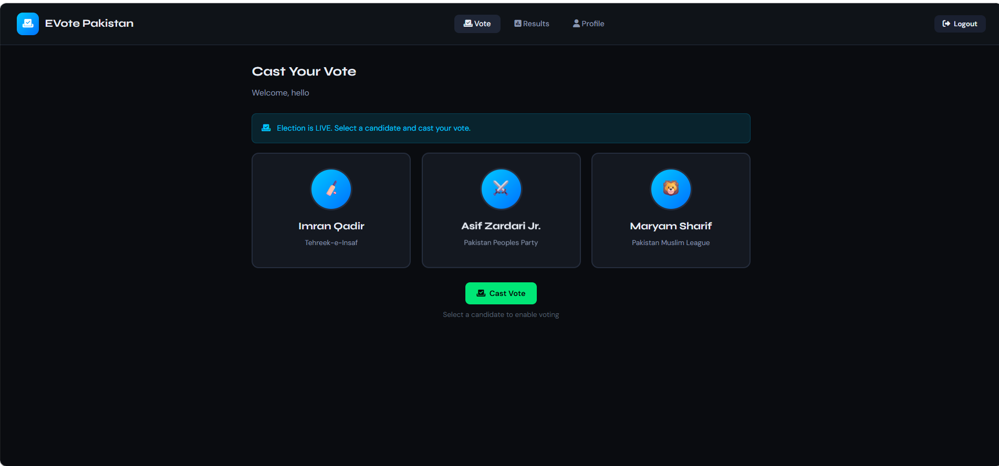 EVote Pakistan
Vote
Results
Profile
Logout
Cast Your Vote
Welcome, hello
Election is LIVE. Select a candidate and cast your vote.
Imran Qadir
Tehreek-e-Insaf
Asif Zardari Jr.
Pakistan Peoples Party
Maryam Sharif
Pakistan Muslim League
Cast Vote
Select a candidate to enable voting